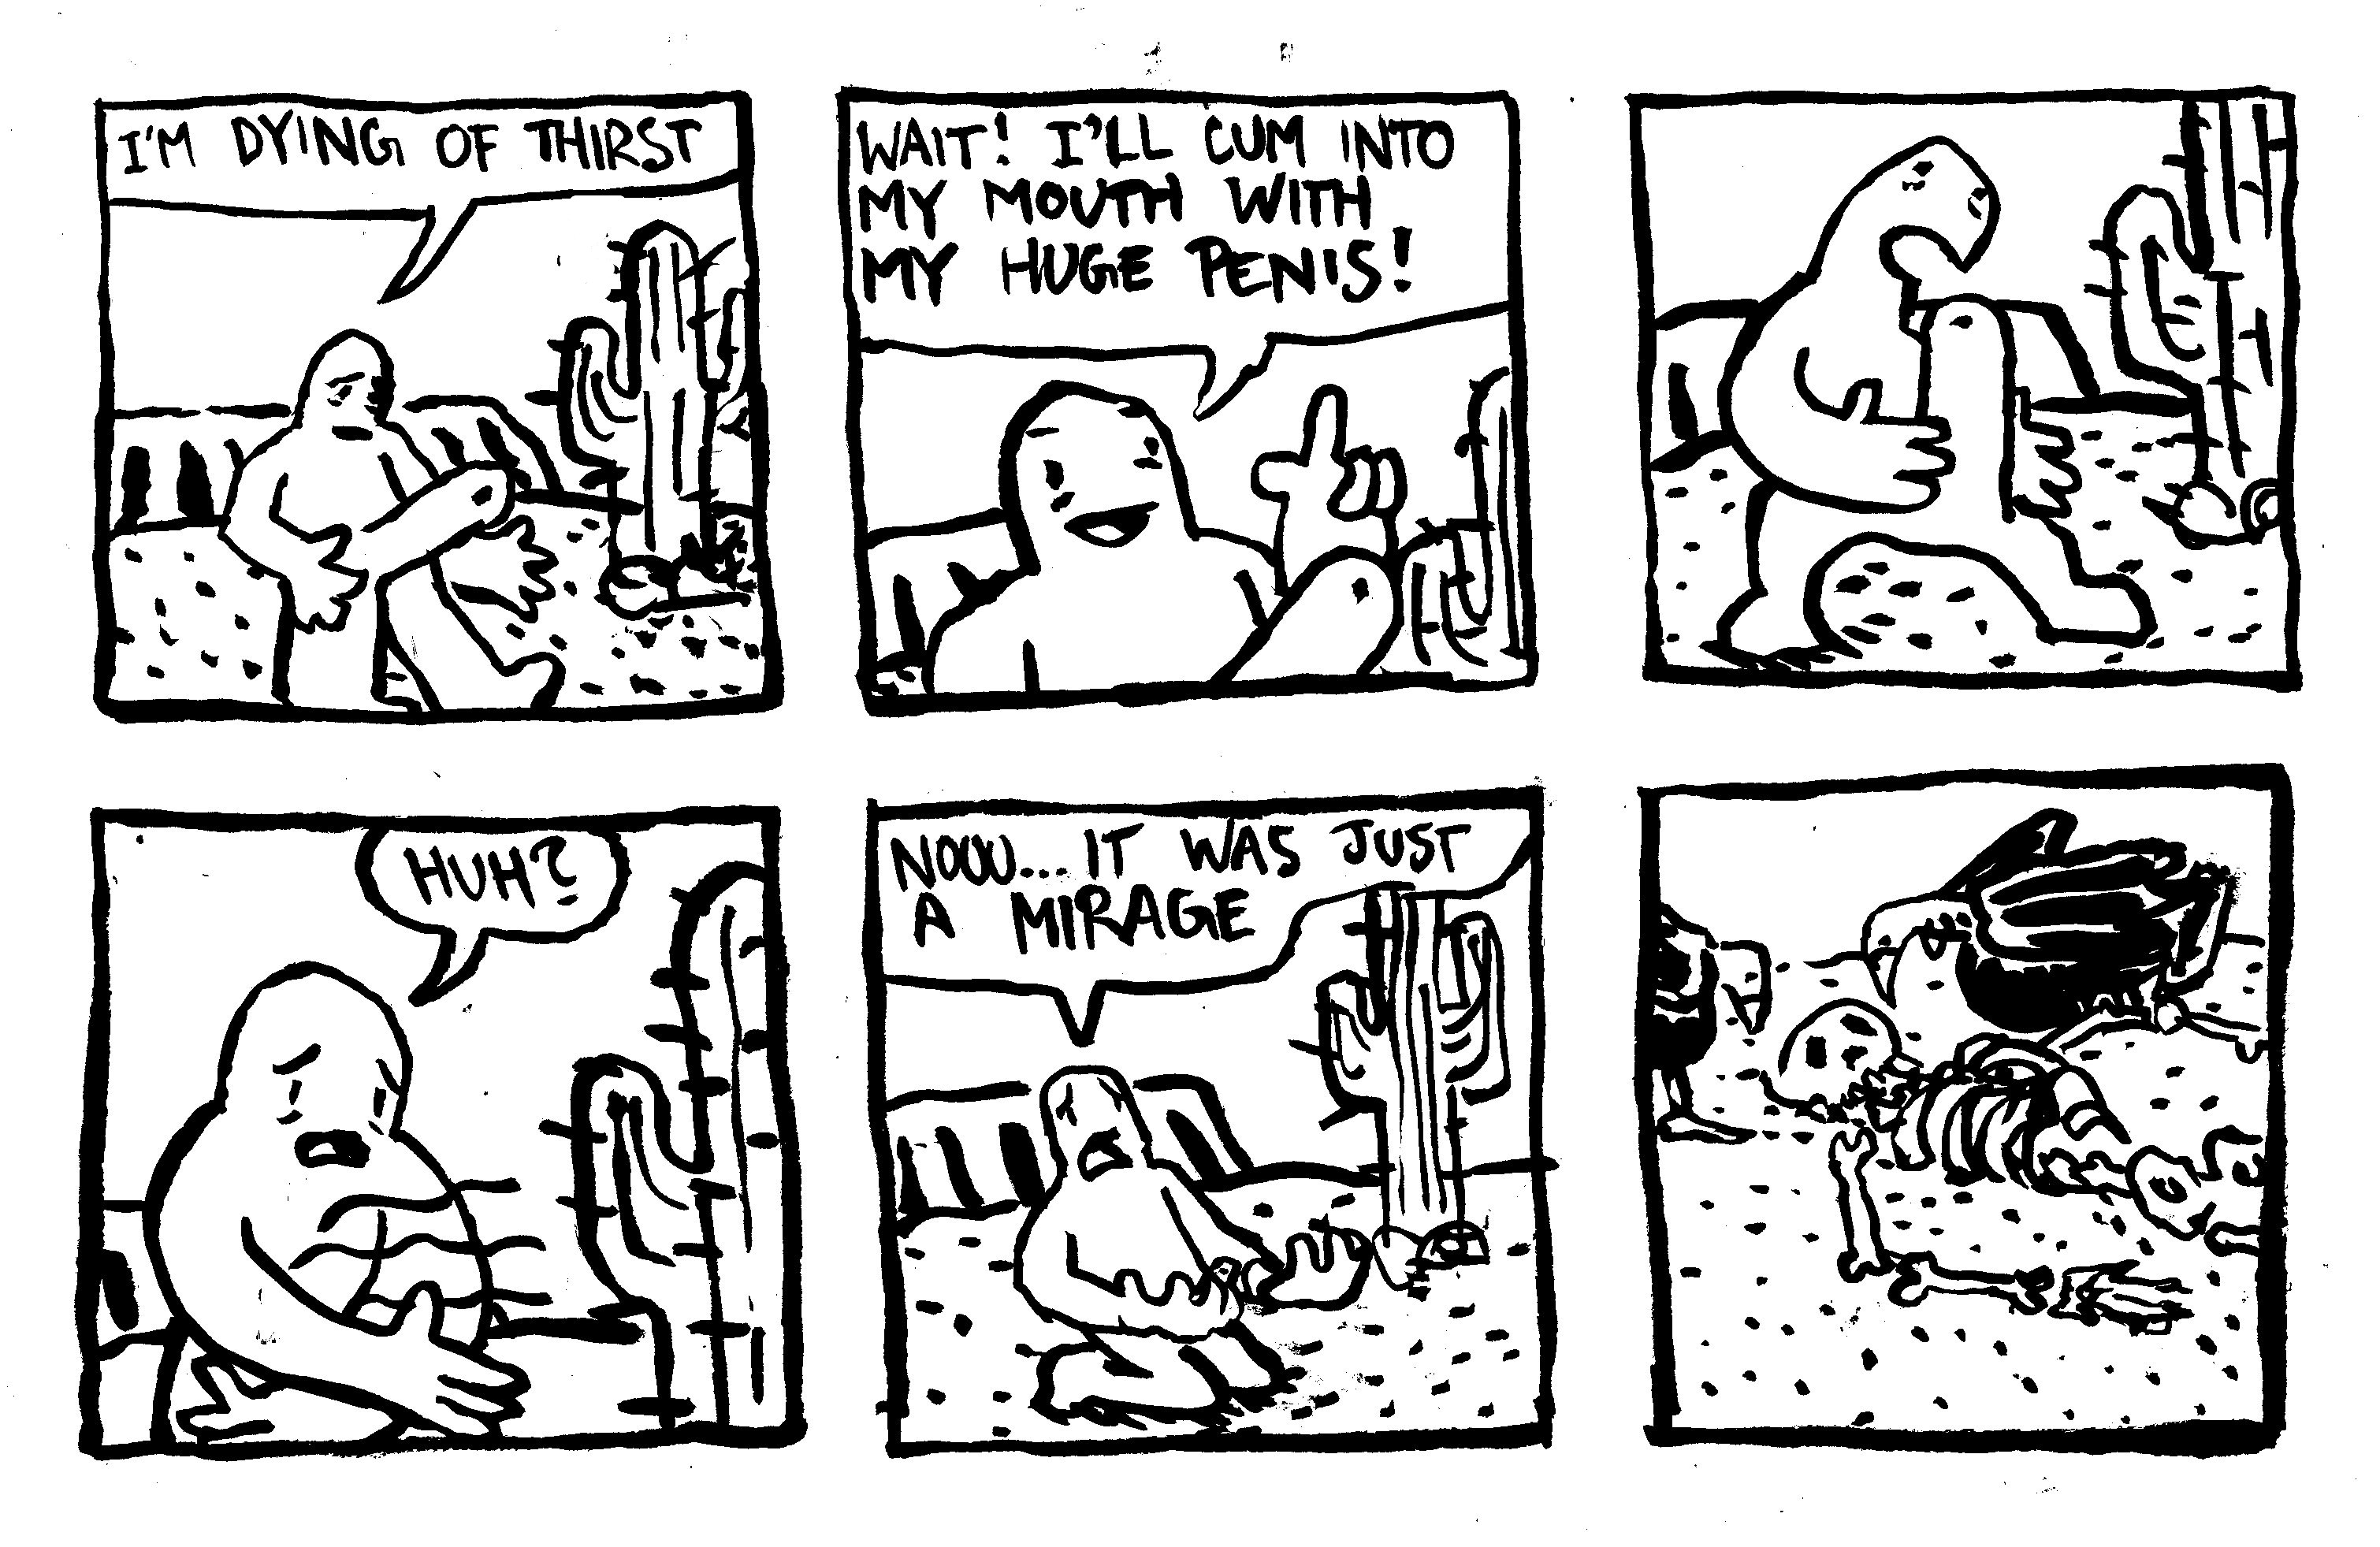 I'M DYING OF THIRST
WAIT! I'LL CUM INTO
MY MOUTH WITH
MY HUGE PENIS!
HUH?
NOOO... IT WAS JUST
A MIRAGE